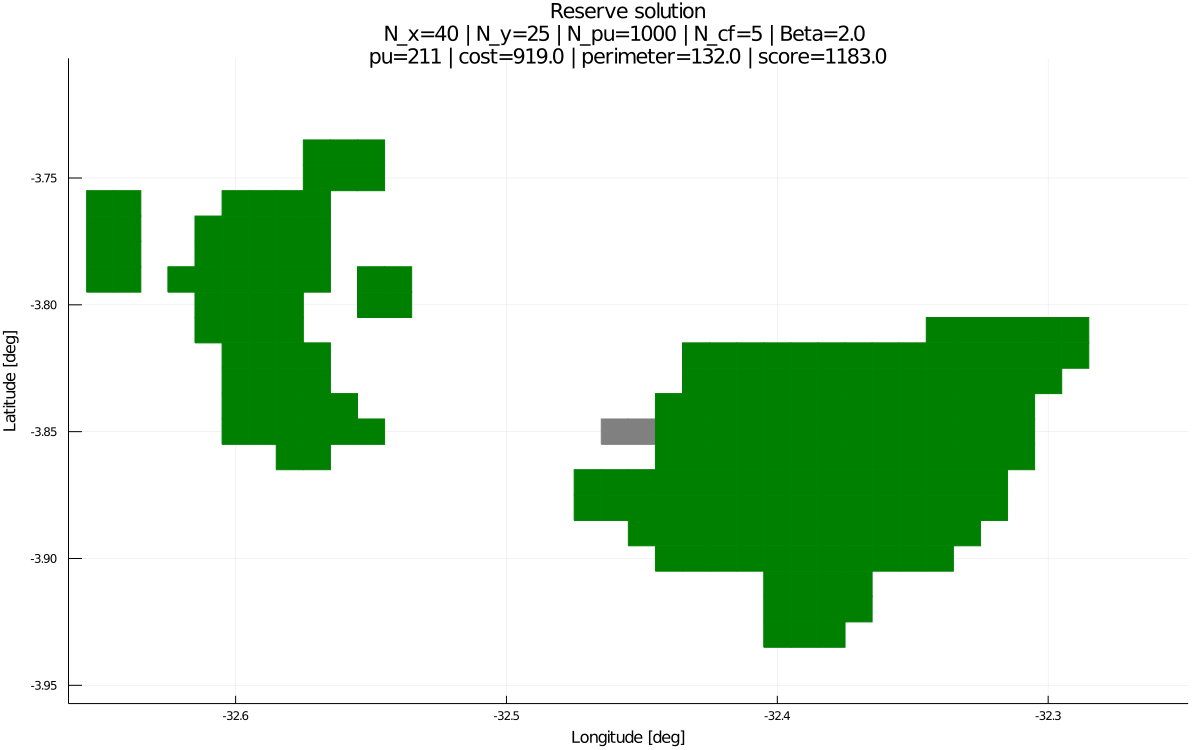 Reserve solution
N_x=40 | N_y=25 | N_pu=1000 | N_cf=5 | Beta=2.0
pu=211 | cost=919.0 | perimeter=132.0 | score=1183.0
-3.75
-3.80
-3.85
-3.90
-3.95
Latitude [deg]
-32.6
-32.5
-32.4
-32.3
Longitude [deg]